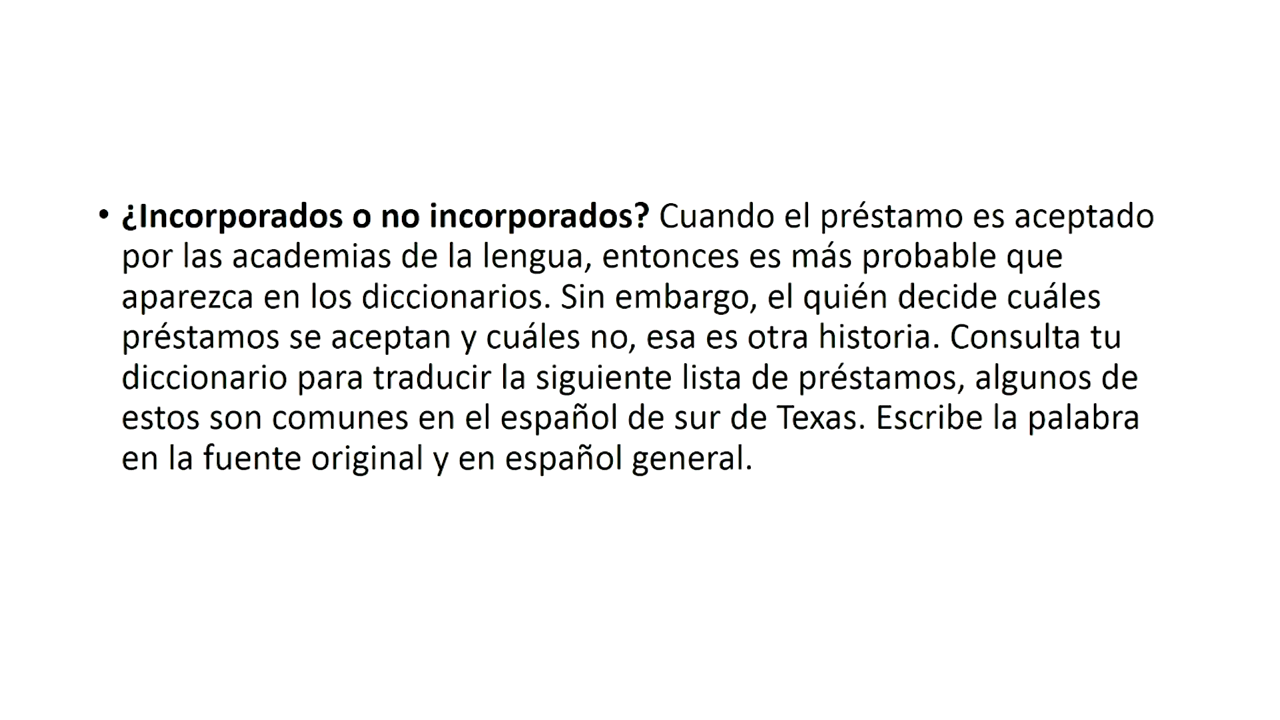 • ¿Incorporados o no incorporados? Cuando el préstamo es aceptado
por las academias de la lengua, entonces es más probable que
aparezca en los diccionarios. Sin embargo, el quién decide cuáles
préstamos se aceptan y cuáles no, esa es otra historia. Consulta tu
diccionario para traducir la siguiente lista de préstamos, algunos de
estos son comunes en el español de sur de Texas. Escribe la palabra
en la fuente original y en español general.